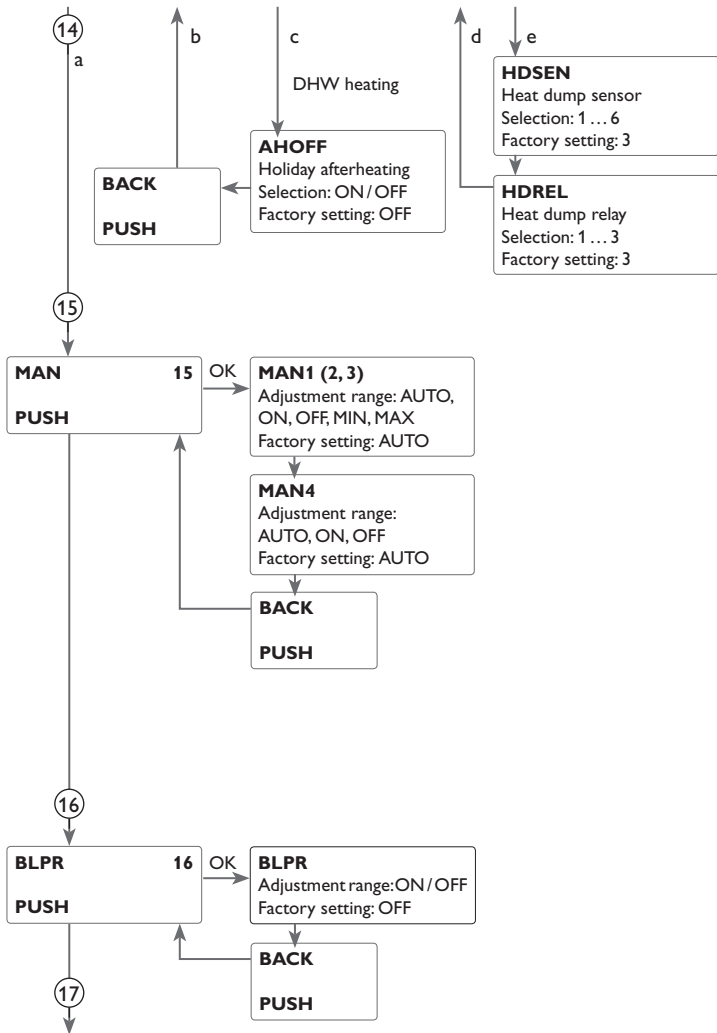 14
a
b
c
d
e
DHW heating
HDSEN
Heat dump sensor
Selection: 1 … 6
Factory setting: 3
AHOFF
Holiday afterheating
Selection: ON / OFF
Factory setting: OFF
BACK
PUSH
HDREL
Heat dump relay
Selection: 1 … 3
Factory setting: 3
15
MAN 15
PUSH
OK
MAN1 (2, 3)
Adjustment range: AUTO,
ON, OFF, MIN, MAX
Factory setting: AUTO
MAN4
Adjustment range:
AUTO, ON, OFF
Factory setting: AUTO
BACK
PUSH
16
BLPR 16
PUSH
OK
BLPR
Adjustment range: ON / OFF
Factory setting: OFF
BACK
PUSH
17